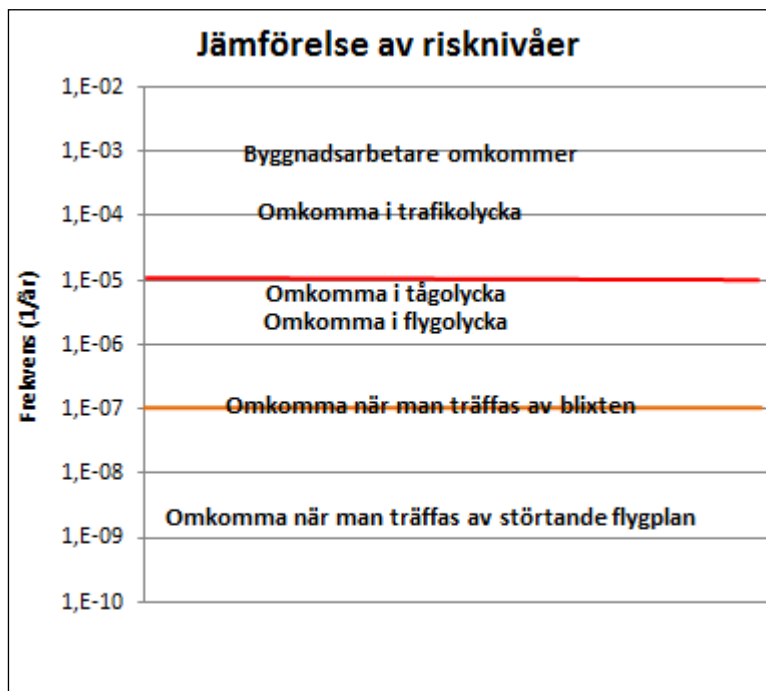 Jämförelse av risknivåer
Frekvens (1/år)
1,E-02
1,E-03
Byggnadsarbetare omkommer
1,E-04
Omkomma i trafikolycka
1,E-05
Omkomma i tågolycka
Omkomma i flygolycka
1,E-06
1,E-07
Omkomma när man träffas av blixten
1,E-08
Omkomma när man träffas av störtande flygplan
1,E-09
1,E-10